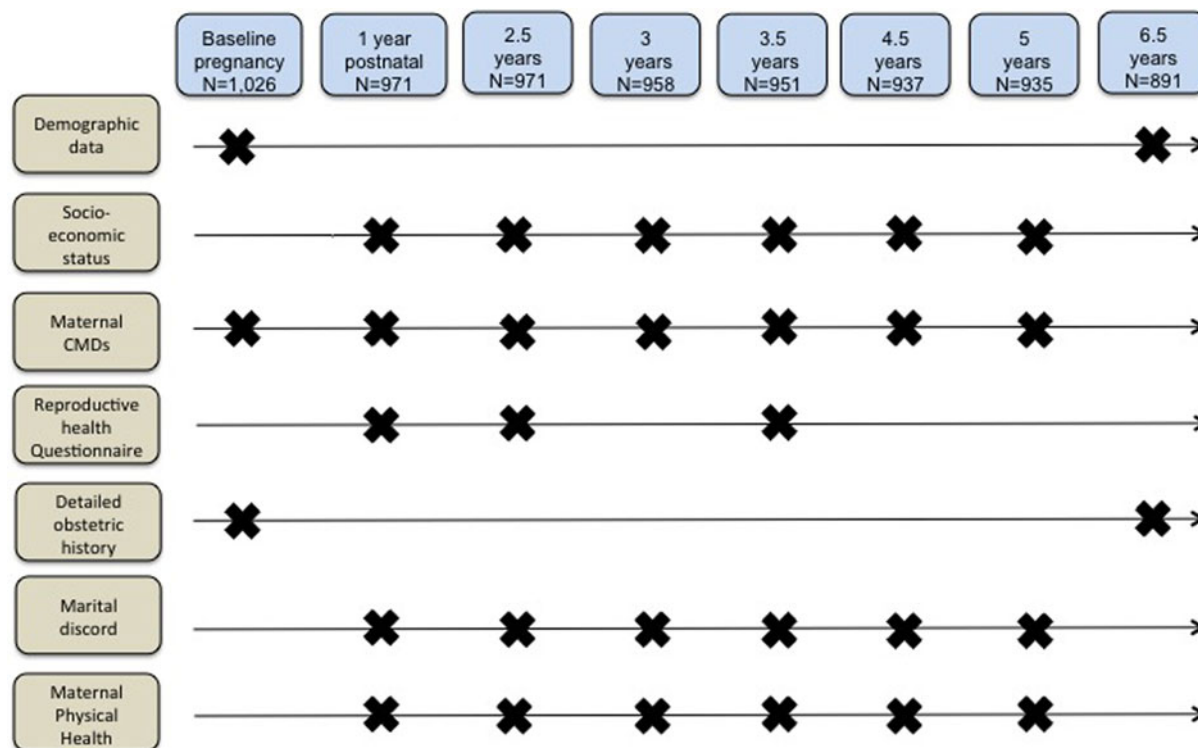 Baseline
pregnancy
N=1,026
1 year
postnatal
N=971
2.5
years
N=971
3
years
N=958
3.5
years
N=951
4.5
years
N=937
5
years
N=935
6.5
years
N=891
Demographic
data
Socio-
economic
status
Maternal
CMDs
Reproductive
health
Questionnaire
Detailed
obstetric
history
Marital
discord
Maternal
Physical
Health